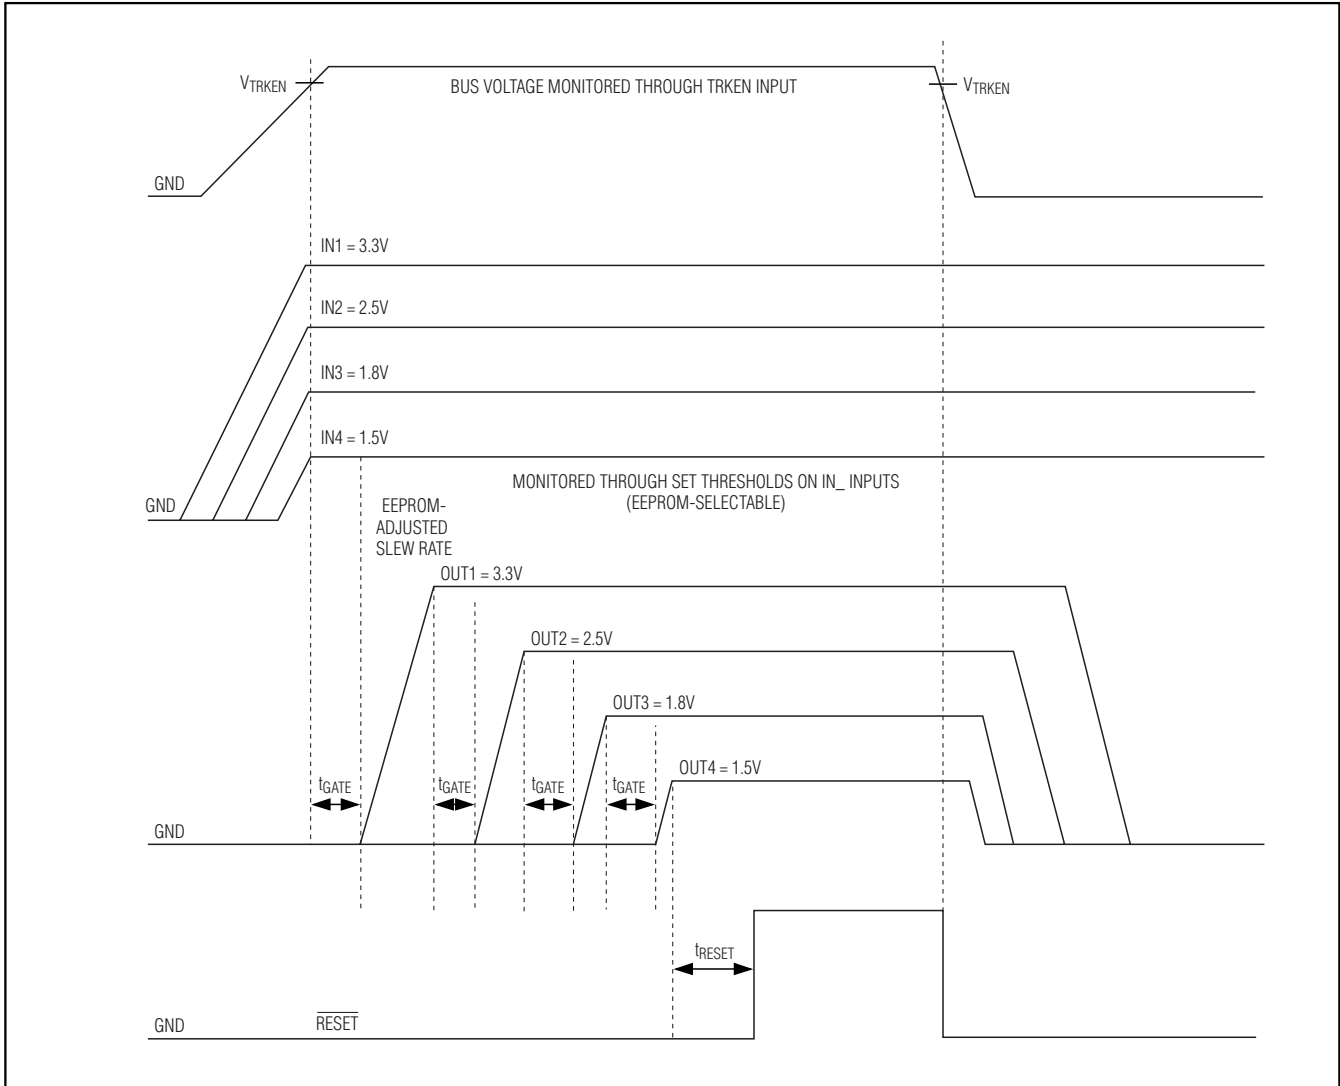 VTRKEN
BUS VOLTAGE MONITORED THROUGH TRKEN INPUT
VTRKEN
GND
IN1 = 3.3V
IN2 = 2.5V
IN3 = 1.8V
IN4 = 1.5V
MONITORED THROUGH SET THRESHOLDS ON IN_ INPUTS
(EEPROM-SELECTABLE)
GND
EEPROM-
ADJUSTED
SLEW RATE
OUT1 = 3.3V
OUT2 = 2.5V
OUT3 = 1.8V
OUT4 = 1.5V
tGATE
tGATE
tGATE
tGATE
GND
tRESET
GND
RESET